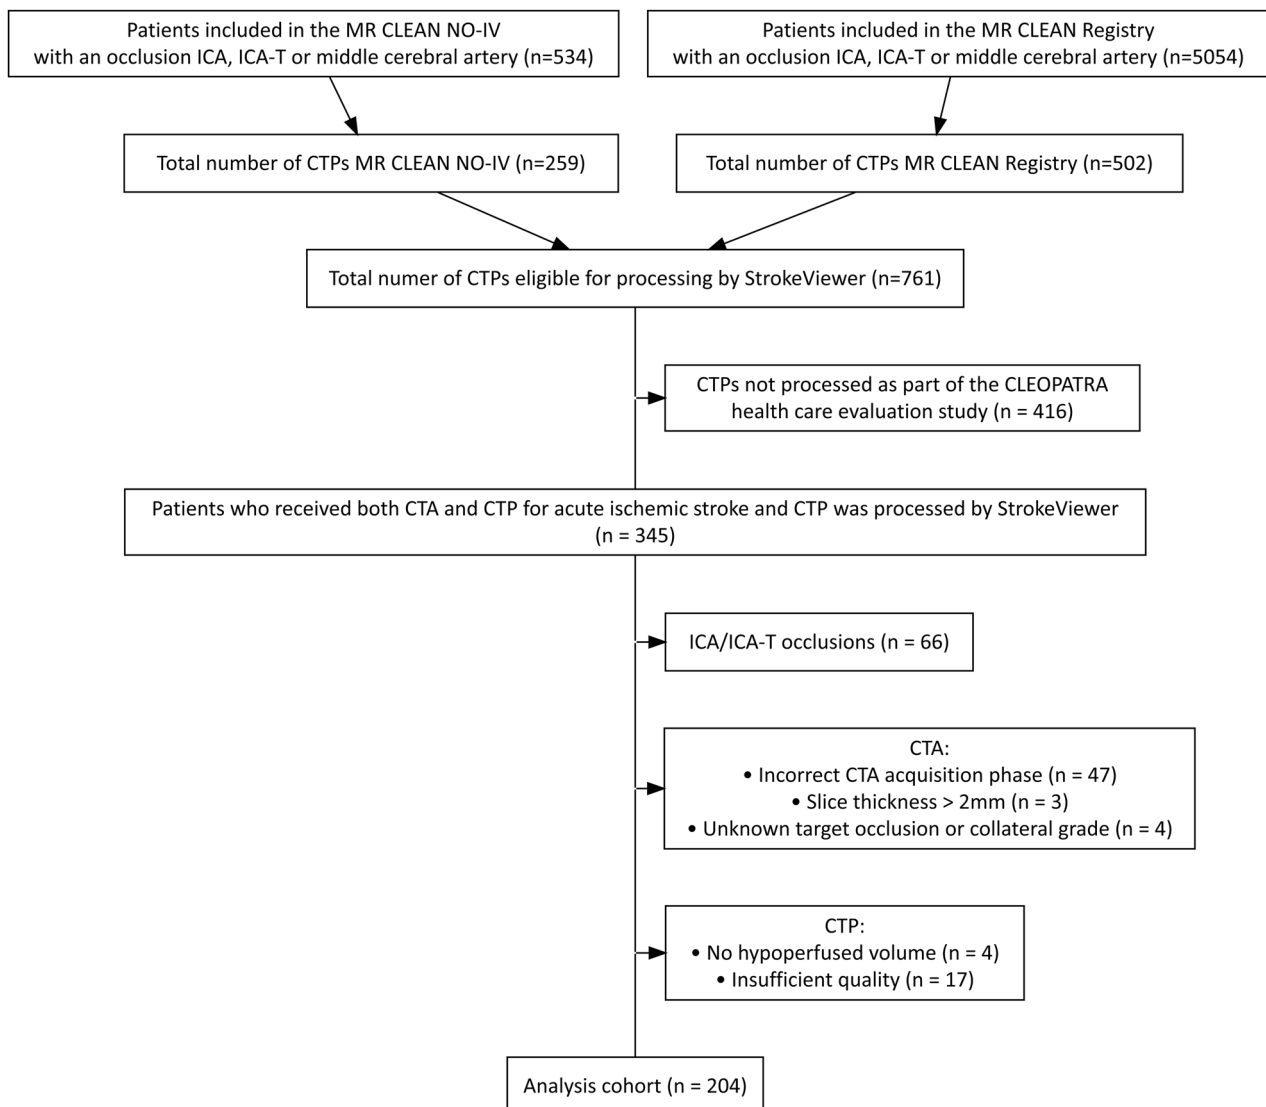 Patients included in the MR CLEAN NO-IV
with an occlusion ICA, ICA-T or middle cerebral artery (n=534)
Patients included in the MR CLEAN Registry
with an occlusion ICA, ICA-T or middle cerebral artery (n=5054)
Total number of CTPs MR CLEAN NO-IV (n=259)
Total number of CTPs MR CLEAN Registry (n=502)
Total numer of CTPs eligible for processing by StrokeViewer (n=761)
CTPs not processed as part of the CLEOPATRA
health care evaluation study (n = 416)
Patients who received both CTA and CTP for acute ischemic stroke and CTP was processed by StrokeViewer
(n = 345)
ICA/ICA-T occlusions (n = 66)
CTA:
• Incorrect CTA acquisition phase (n = 47)
• Slice thickness > 2mm (n = 3)
• Unknown target occlusion or collateral grade (n = 4)
CTP:
• No hypoperfused volume (n = 4)
• Insufficient quality (n = 17)
Analysis cohort (n = 204)